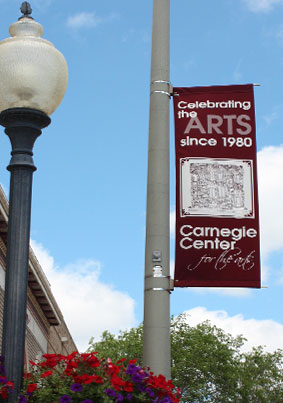 Celebrating
the
ARTS
since 1980
Carnegie
Center
for the arts